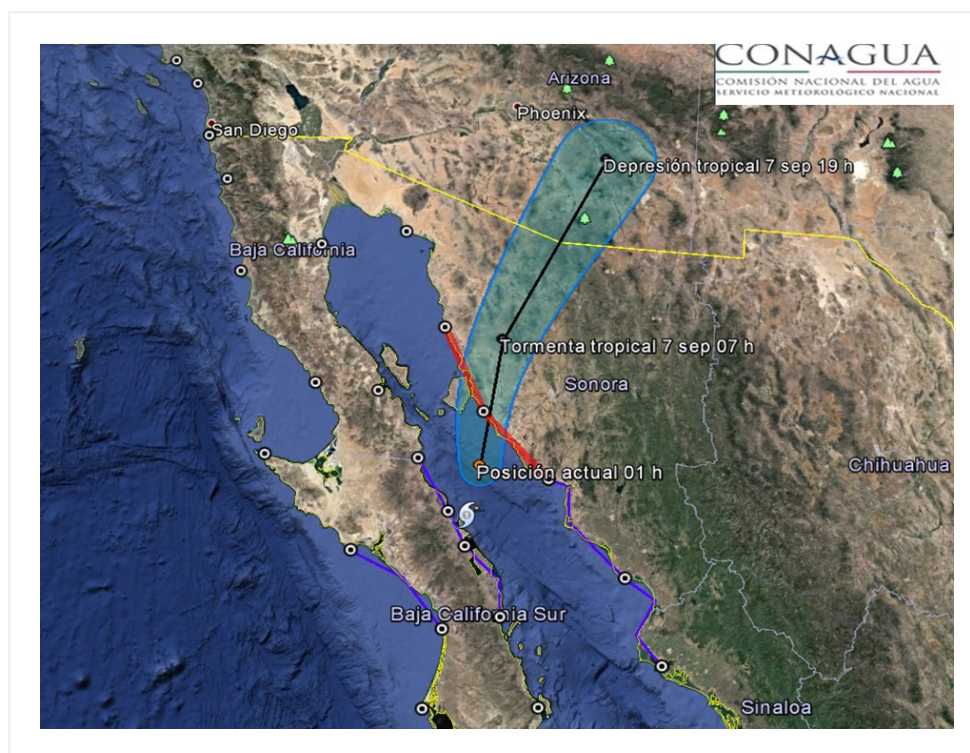 CONAGUA
COMISIÓN NACIONAL DEL AGUA
SERVICIO METEOROLÓGICO NACIONAL
Arizona
Phoenix
San Diego
Depresión tropical 7 sep 19 h
Baja California
Tormenta tropical 7 sep 07 h
Sonora
Chihuahua
Posición actual 01 h
Baja California Sur
Sinaloa